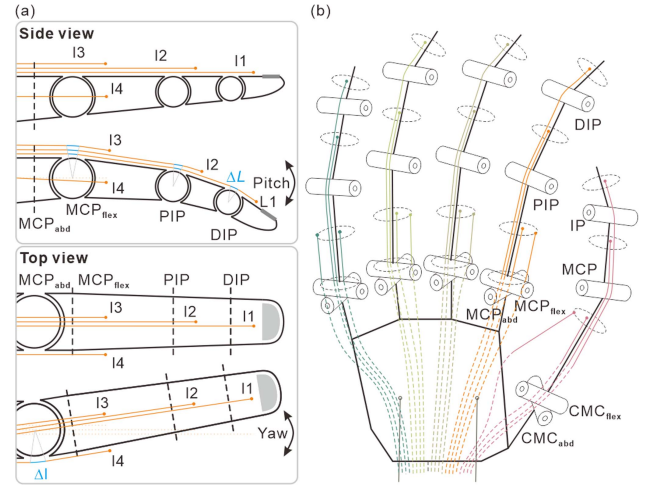 (a)
Side view
l3
l2
l1
l4
l3
l2
ΔL
l4
Pitch
L1
MCPabd
MCPflex
PIP
DIP
Top view
MCPabd
MCPflex
PIP
DIP
l3
l2
l1
l4
l1
l2
l3
Yaw
l4
Δl
(b)
DIP
PIP
IP
MCP
MCPflex
MCPabd
CMCflex
CMCabd